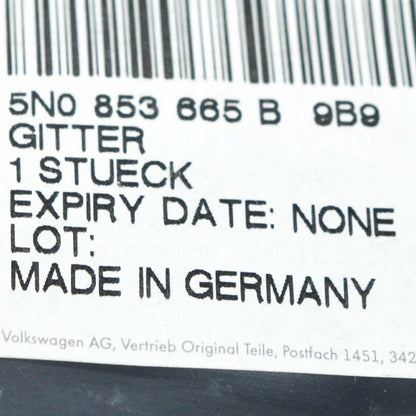 5N0 853 665 B 9B9
GITTER
1 STUECK
EXPIRY DATE: NONE
LOT:
MADE IN GERMANY
Volkswagen AG, Vertrieb Original Teile, Postfach 1451, 342